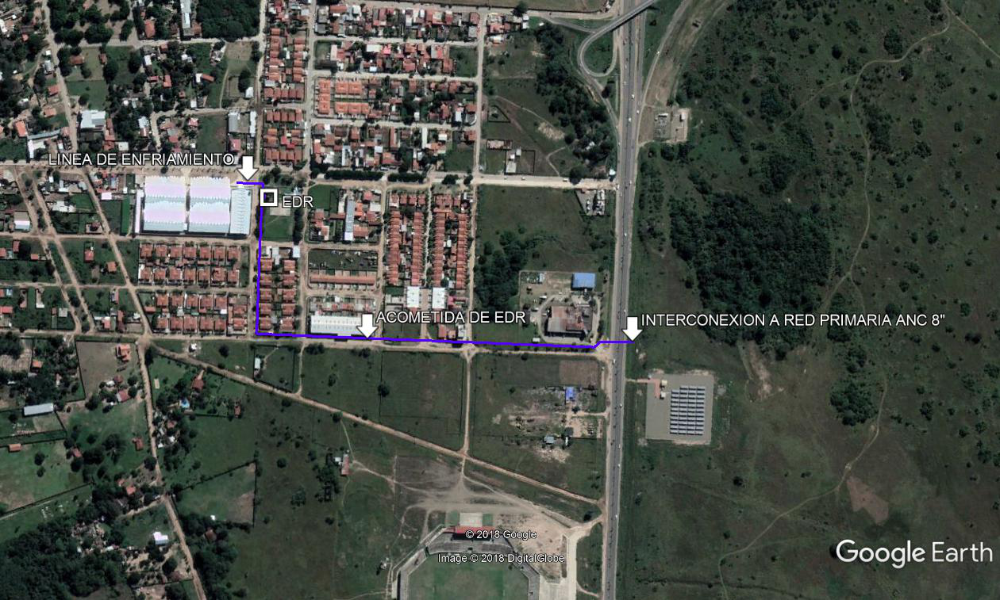 LINEA DE ENFRIAMIENTO
EDR
ACOMETIDA DE EDR
INTERCONEXION A RED PRIMARIA ANC 8"
© 2018 Google
Image © 2018 DigitalGlobe
Google Earth